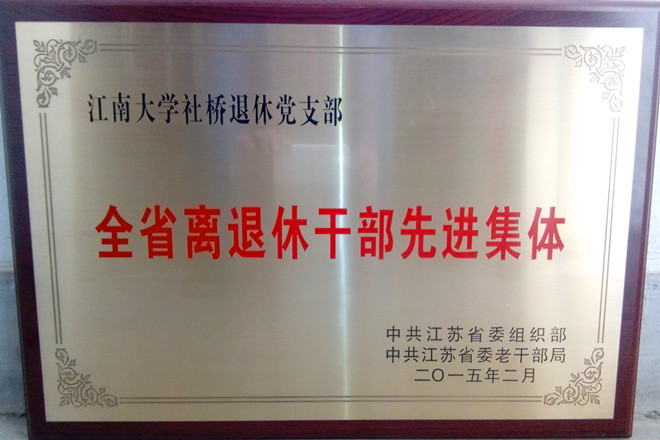 江南大学社桥退休党支部
全省离退休干部先进集体
中共江苏省委组织部
中共江苏省委老干部局
二〇一五年二月